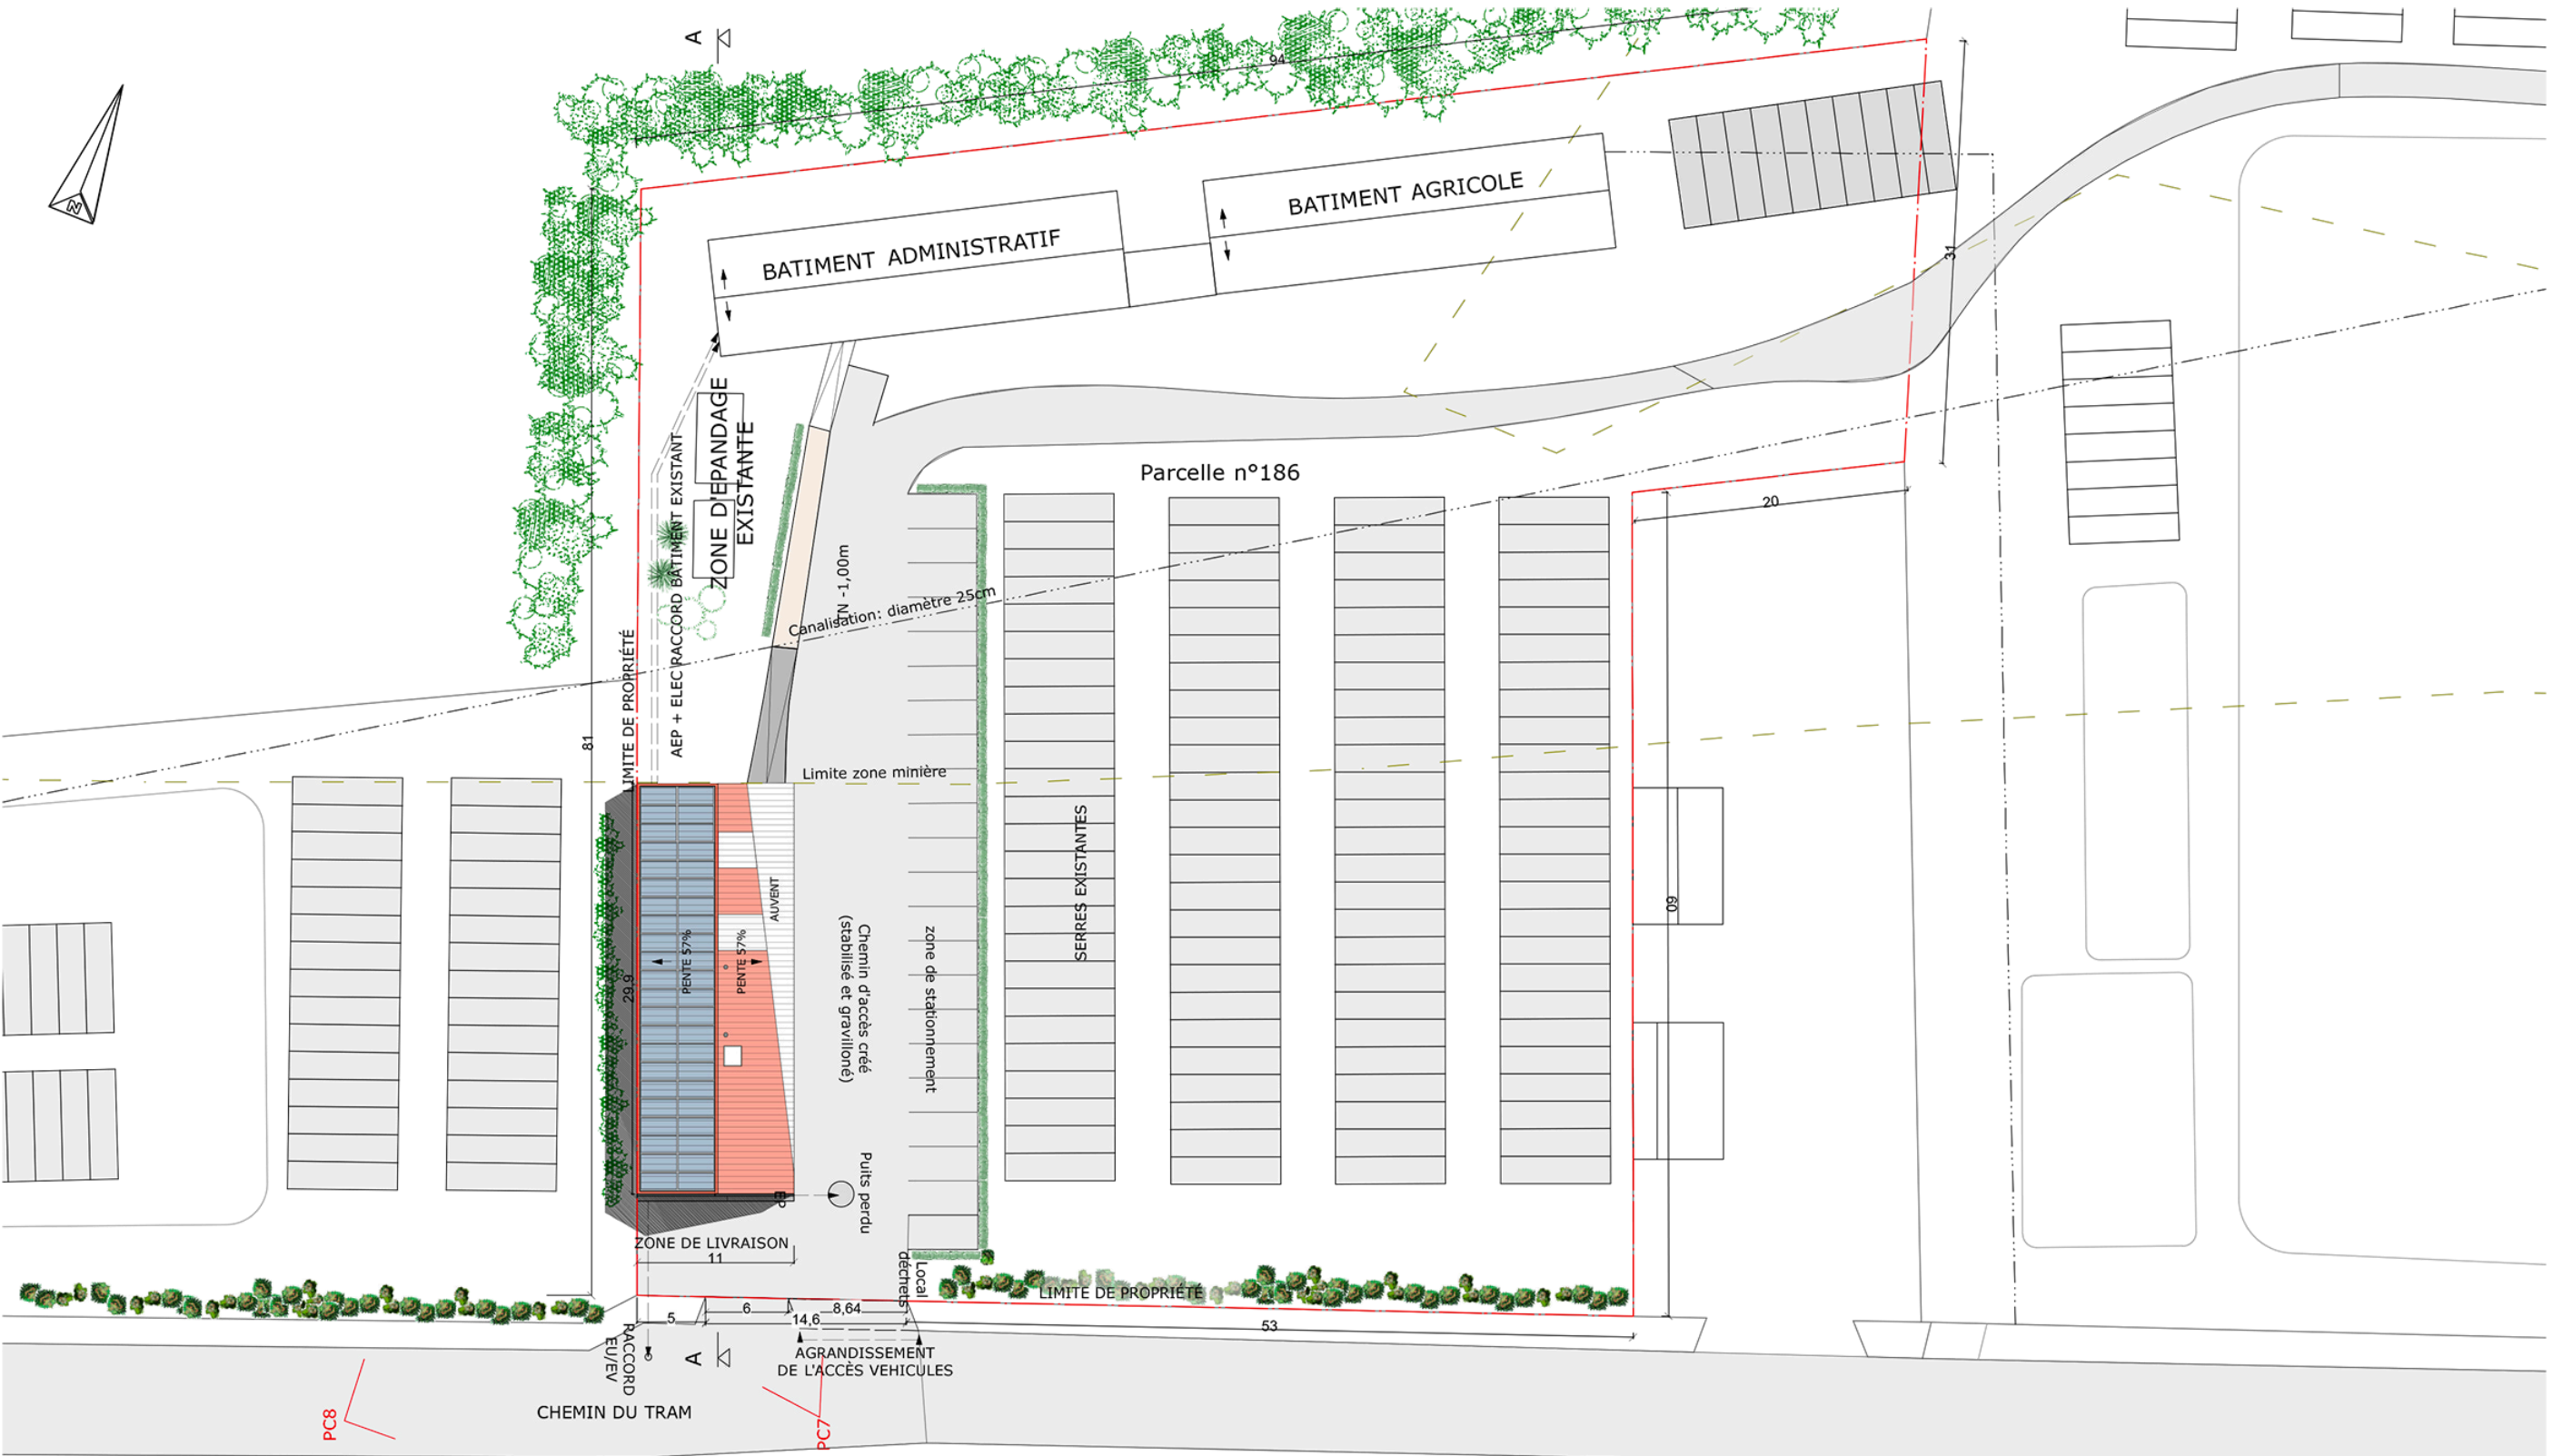 A
94
N
BATIMENT AGRICOLE
BATIMENT ADMINISTRATIF
31
ZONE D'EPANDAGE
EXISTANTE
Parcelle n°186
20
AEP + ELEC RACCORD BATIMENT EXISTANT
TN -1,00m
Canalisation: diamètre 25cm
LIMITE DE PROPRIÉTÉ
81
Limite zone minière
SERRES EXISTANTES
AUVENT
60
Chemin d'accès créé
(stabilisé et gravilloné)
zone de stationnement
PENTE 57%
PENTE 57%
29,9
Puits perdu
EP
ZONE DE LIVRAISON
11
Local
déchets
LIMITE DE PROPRIÉTÉ
5
6
8,64
14,6
53
RACCORD
EU/EV
A
AGRANDISSEMENT
DE L'ACCÈS VEHICULES
CHEMIN DU TRAM
PC8
PC7